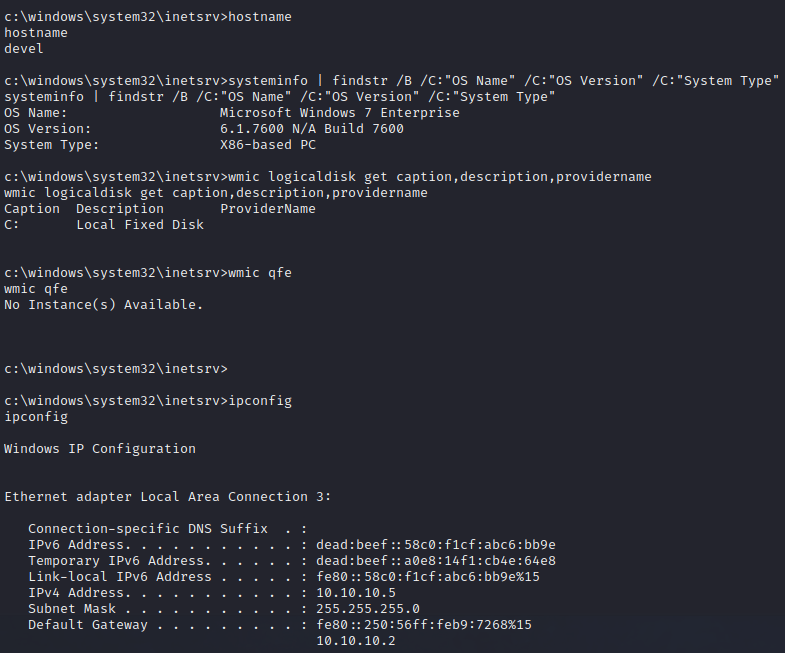 c:\windows\system32\inetsrv>hostname
hostname
devel
c:\windows\system32\inetsrv>systeminfo | findstr /B /C:"OS Name" /C:"OS Version" /C:"System Type"
systeminfo | findstr /B /C:"OS Name" /C:"OS Version" /C:"System Type"
OS Name:                   Microsoft Windows 7 Enterprise
OS Version:                6.1.7600 N/A Build 7600
System Type:               X86-based PC
c:\windows\system32\inetsrv>wmic logicaldisk get caption,description,providername
wmic logicaldisk get caption,description,providername
Caption  Description       ProviderName
C:       Local Fixed Disk
c:\windows\system32\inetsrv>wmic qfe
wmic qfe
No Instance(s) Available.
c:\windows\system32\inetsrv>
c:\windows\system32\inetsrv>ipconfig
ipconfig
Windows IP Configuration
Ethernet adapter Local Area Connection 3:
   Connection-specific DNS Suffix  . :
   IPv6 Address. . . . . . . . . . . : dead:beef::58c0:f1cf:abc6:bb9e
   Temporary IPv6 Address. . . . . . : dead:beef::a0e8:14f1:cb4e:64e8
   Link-local IPv6 Address . . . . . : fe80::58c0:f1cf:abc6:bb9e%15
   IPv4 Address. . . . . . . . . . . : 10.10.10.5
   Subnet Mask . . . . . . . . . . . : 255.255.255.0
   Default Gateway . . . . . . . . . : fe80::250:56ff:feb9:7268%15
                                       10.10.10.2